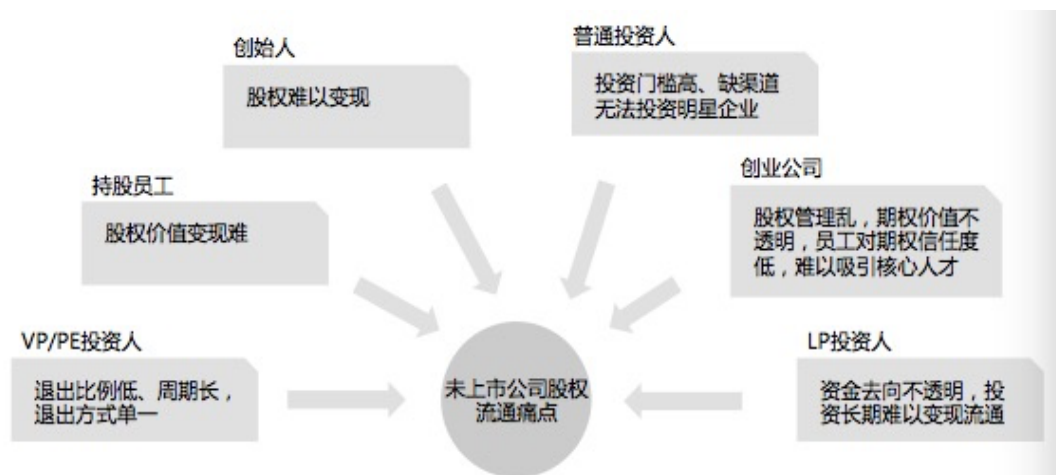 创始人
股权难以变现
普通投资人
投资门槛高、缺渠道
无法投资明星企业
持股员工
股权价值变现难
创业公司
股权管理乱，期权价值不
透明，员工对期权信任度
低，难以吸引核心人才
VP/PE投资人
退出比例低、周期长，
退出方式单一
未上市公司股权
流通痛点
LP投资人
资金去向不透明，投
资长期难以变现流通